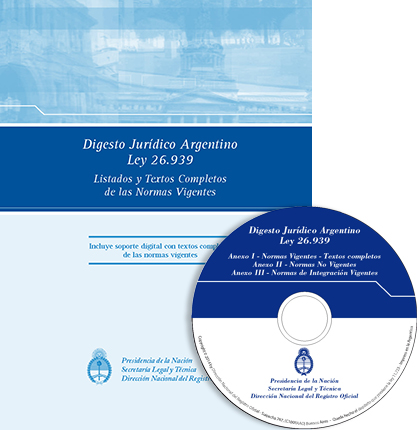 Digesto Jurídico Argentino
Ley 26.939
Listados y Textos Completos
de las Normas Vigentes
Incluye soporte digital con textos
de las normas vigentes
Presidencia de la Nación
Secretaría Legal y Técnica
Dirección Nacional del Registro
Digesto Jurídico Argentino
Ley 26.939
Anexo I - Normas Vigentes - Textos completos
Anexo II - Normas No Vigentes
Anexo III - Normas de Integración Vigentes
Presidencia de la Nación
Secretaría Legal y Técnica
Dirección Nacional del Registro Oficial